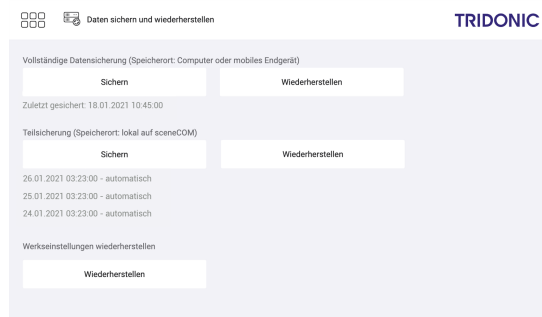 Daten sichern und wiederherstellen
TRIDONIC
Vollständige Datensicherung (Speicherort: Computer oder mobiles Endgerät)
Sichern
Wiederherstellen
Zuletzt gesichert: 18.01.2021 10:45:00
Teilsicherung (Speicherort: lokal auf sceneCOM)
Sichern
Wiederherstellen
26.01.2021 03:23:00 - automatisch
25.01.2021 03:23:00 - automatisch
24.01.2021 03:23:00 - automatisch
Werkseinstellungen wiederherstellen
Wiederherstellen